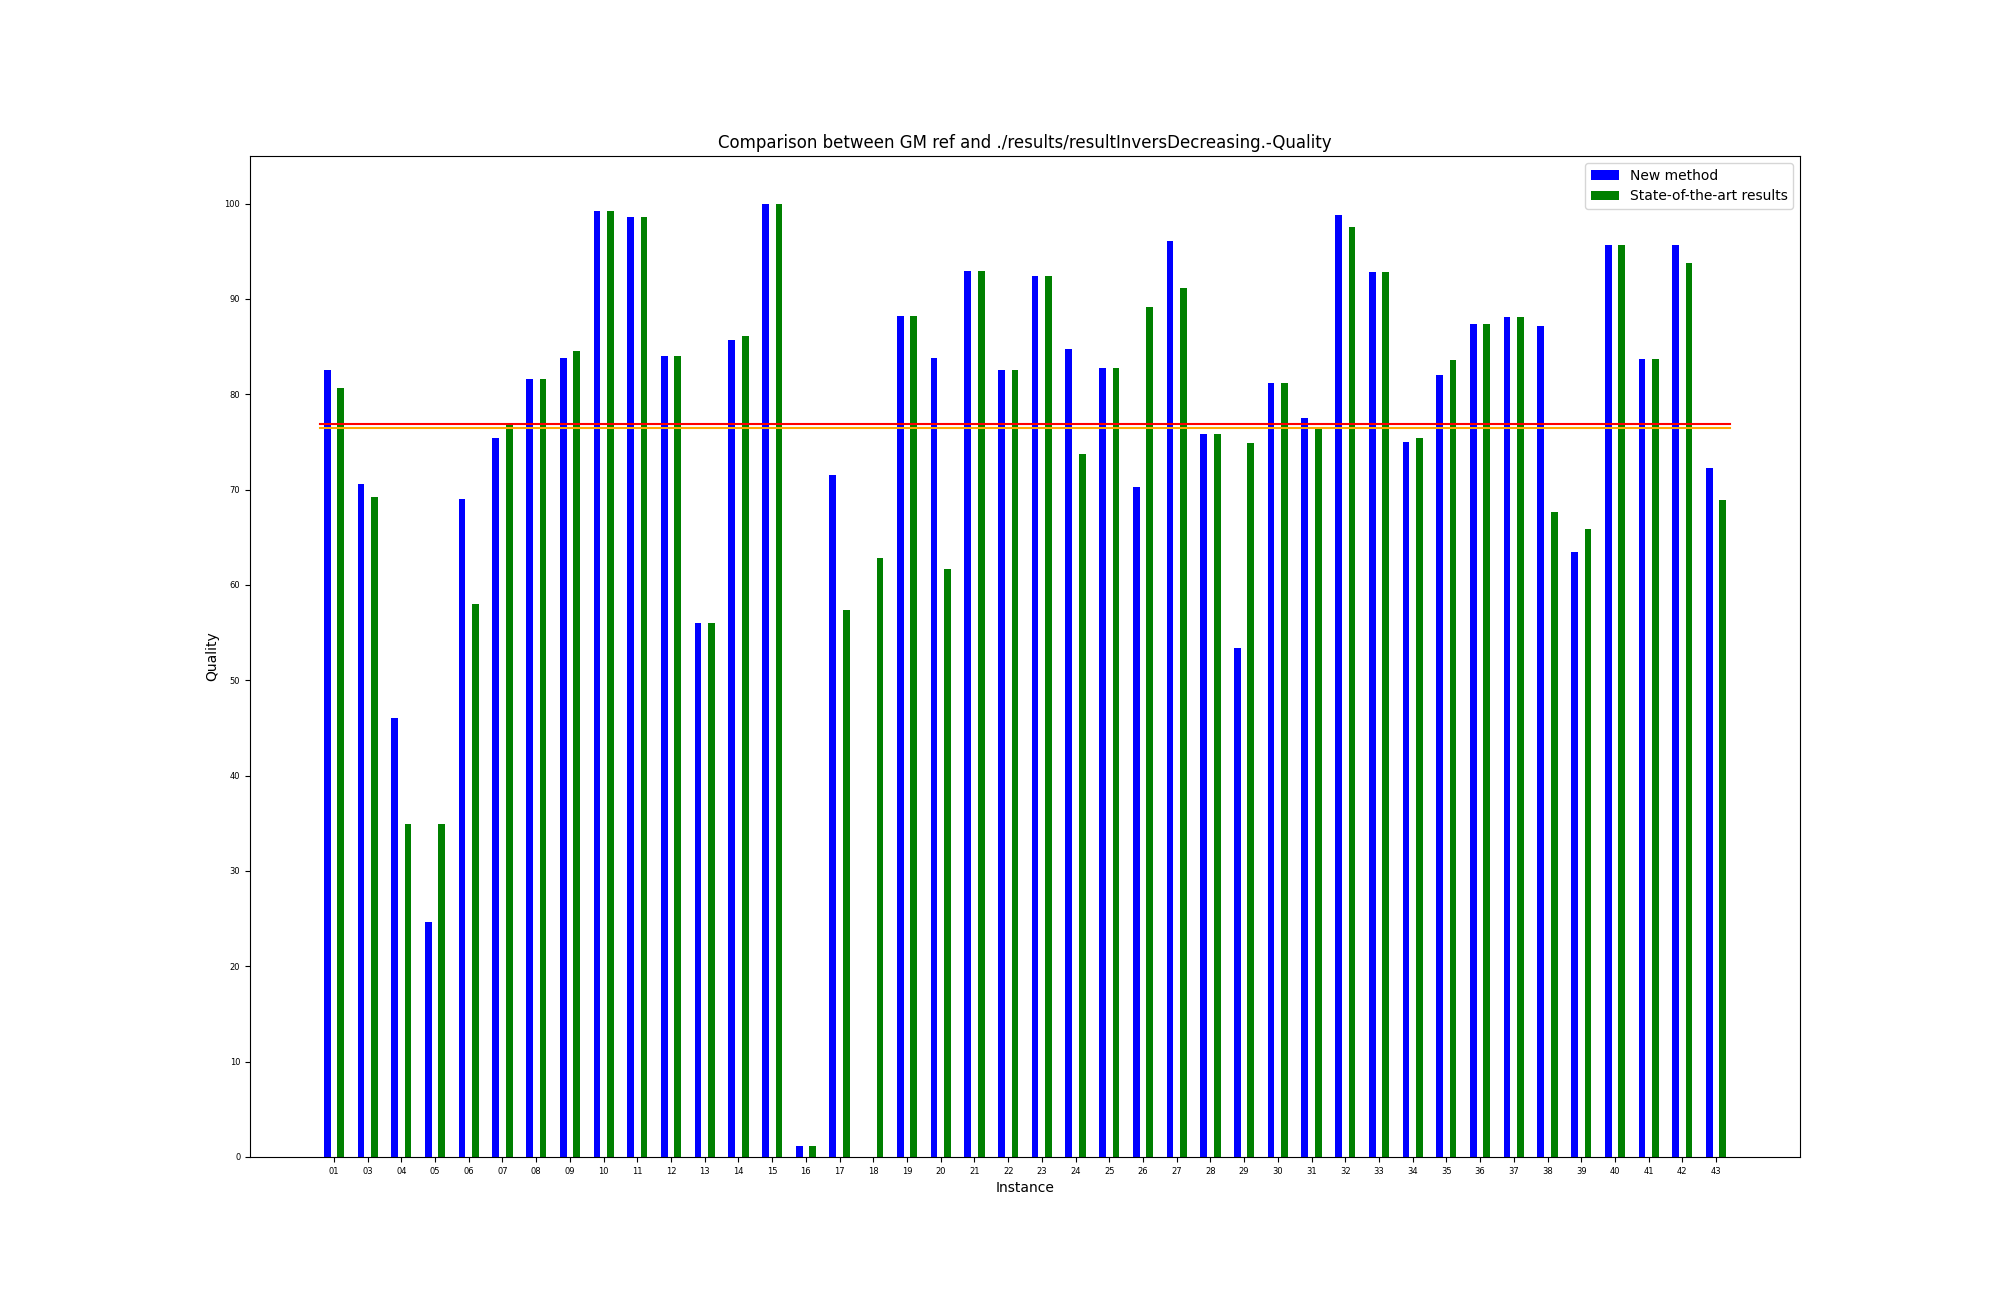 Comparison between GM ref and ./results/resultInversDecreasing.-Quality
New method
State-of-the-art results
100
90
80
70
60
50
40
30
20
10
0
Quality
01 03 04 05 06 07 08 09 10 11 12 13 14 15 16 17 18 19 20 21 22 23 24 25 26 27 28 29 30 31 32 33 34 35 36 37 38 39 40 41 42 43
Instance